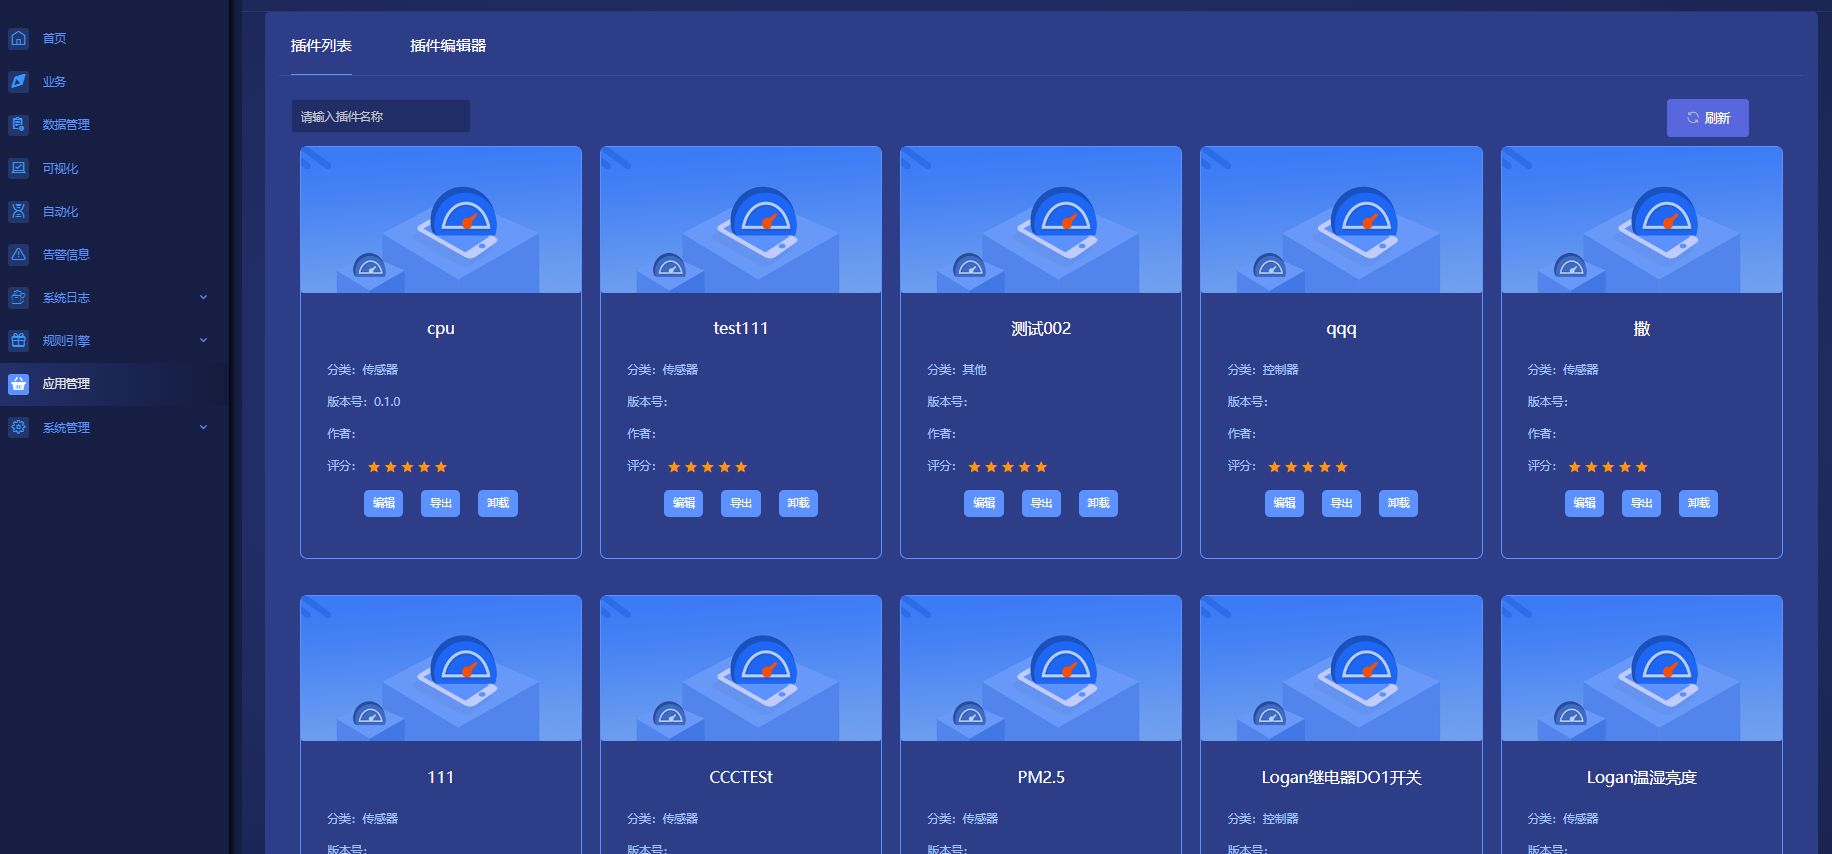 首页
业务
数据管理
可视化
自动化
告警信息
系统日志
规则引擎
应用管理
系统管理
插件列表 插件编辑器
请输入插件名称 刷新
cpu test111 测试002 qqq 撒
分类: 传感器 分类: 传感器 分类: 其他 分类: 控制器 分类: 传感器
版本号: 0.1.0 版本号: 版本号: 版本号: 版本号:
作者: 作者: 作者: 作者: 作者:
评分: 评分: 评分: 评分: 评分:
编辑 导出 卸载 编辑 导出 卸载 编辑 导出 卸载 编辑 导出 卸载 编辑 导出 卸载
111 CCCTESt PM2.5 Logan继电器DO1开关 Logan温湿亮度
分类: 传感器 分类: 传感器 分类: 传感器 分类: 控制器 分类: 传感器
版本号: 版本号: 版本号: 版本号: 版本号: